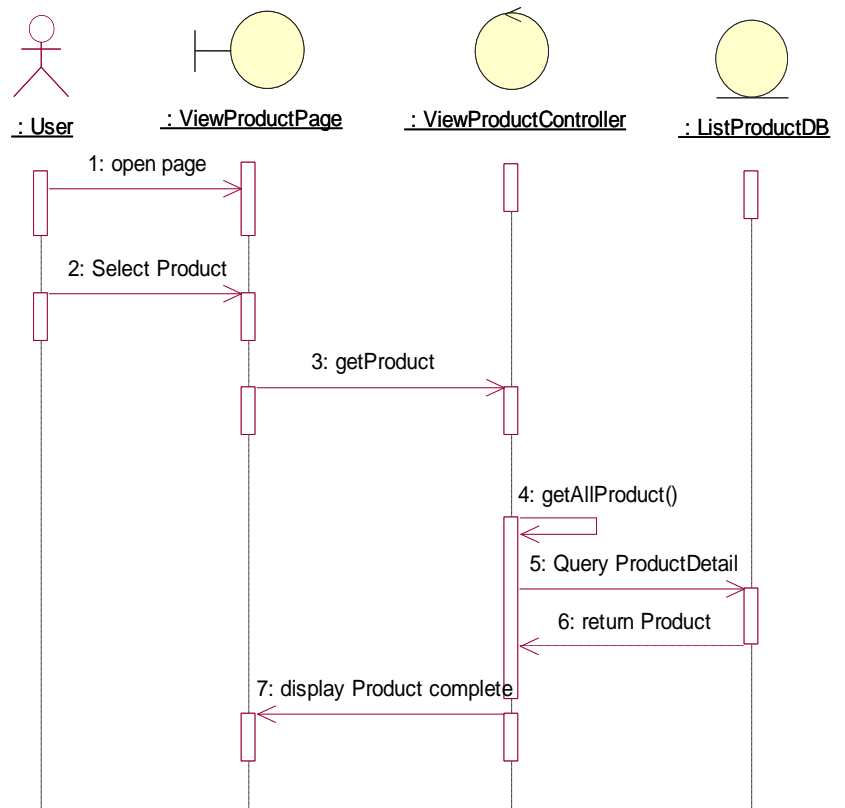 : User
: ViewProductPage
: ViewProductController
: ListProductDB
1: open page
2: Select Product
3: getProduct
4: getAllProduct()
5: Query ProductDetail
6: return Product
7: display Product complete